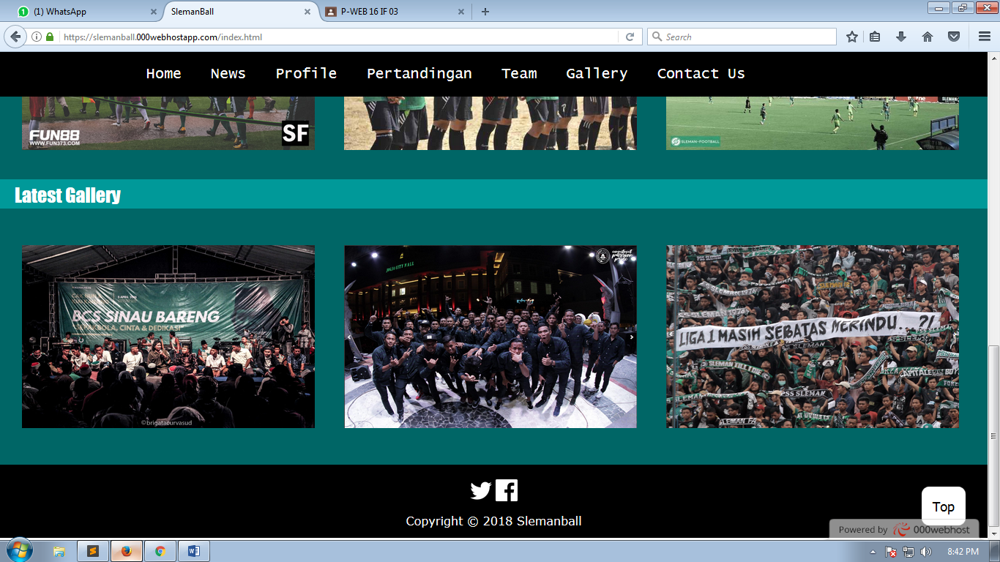 (1) WhatsApp
SlemanBall
P-WEB 16 IF 03
https://slemanball.000webhostapp.com/index.html
Search
Home News Profile Pertandingan Team Gallery Contact Us
FUN88
WWW.FUN373.COM
SF
SLEMAN-FOOTBALL
Latest Gallery
BCS SINAU BARENG
CINTA & DEDIKASI"
©brigatacurvasud
JOGJA CITY HALL
LIGA 1 MASIH SEBATAS MERINDU. ?!
PSS SLEMAN
Copyright © 2018 Slemanball
Top
Powered by 000webhost
8:42 PM